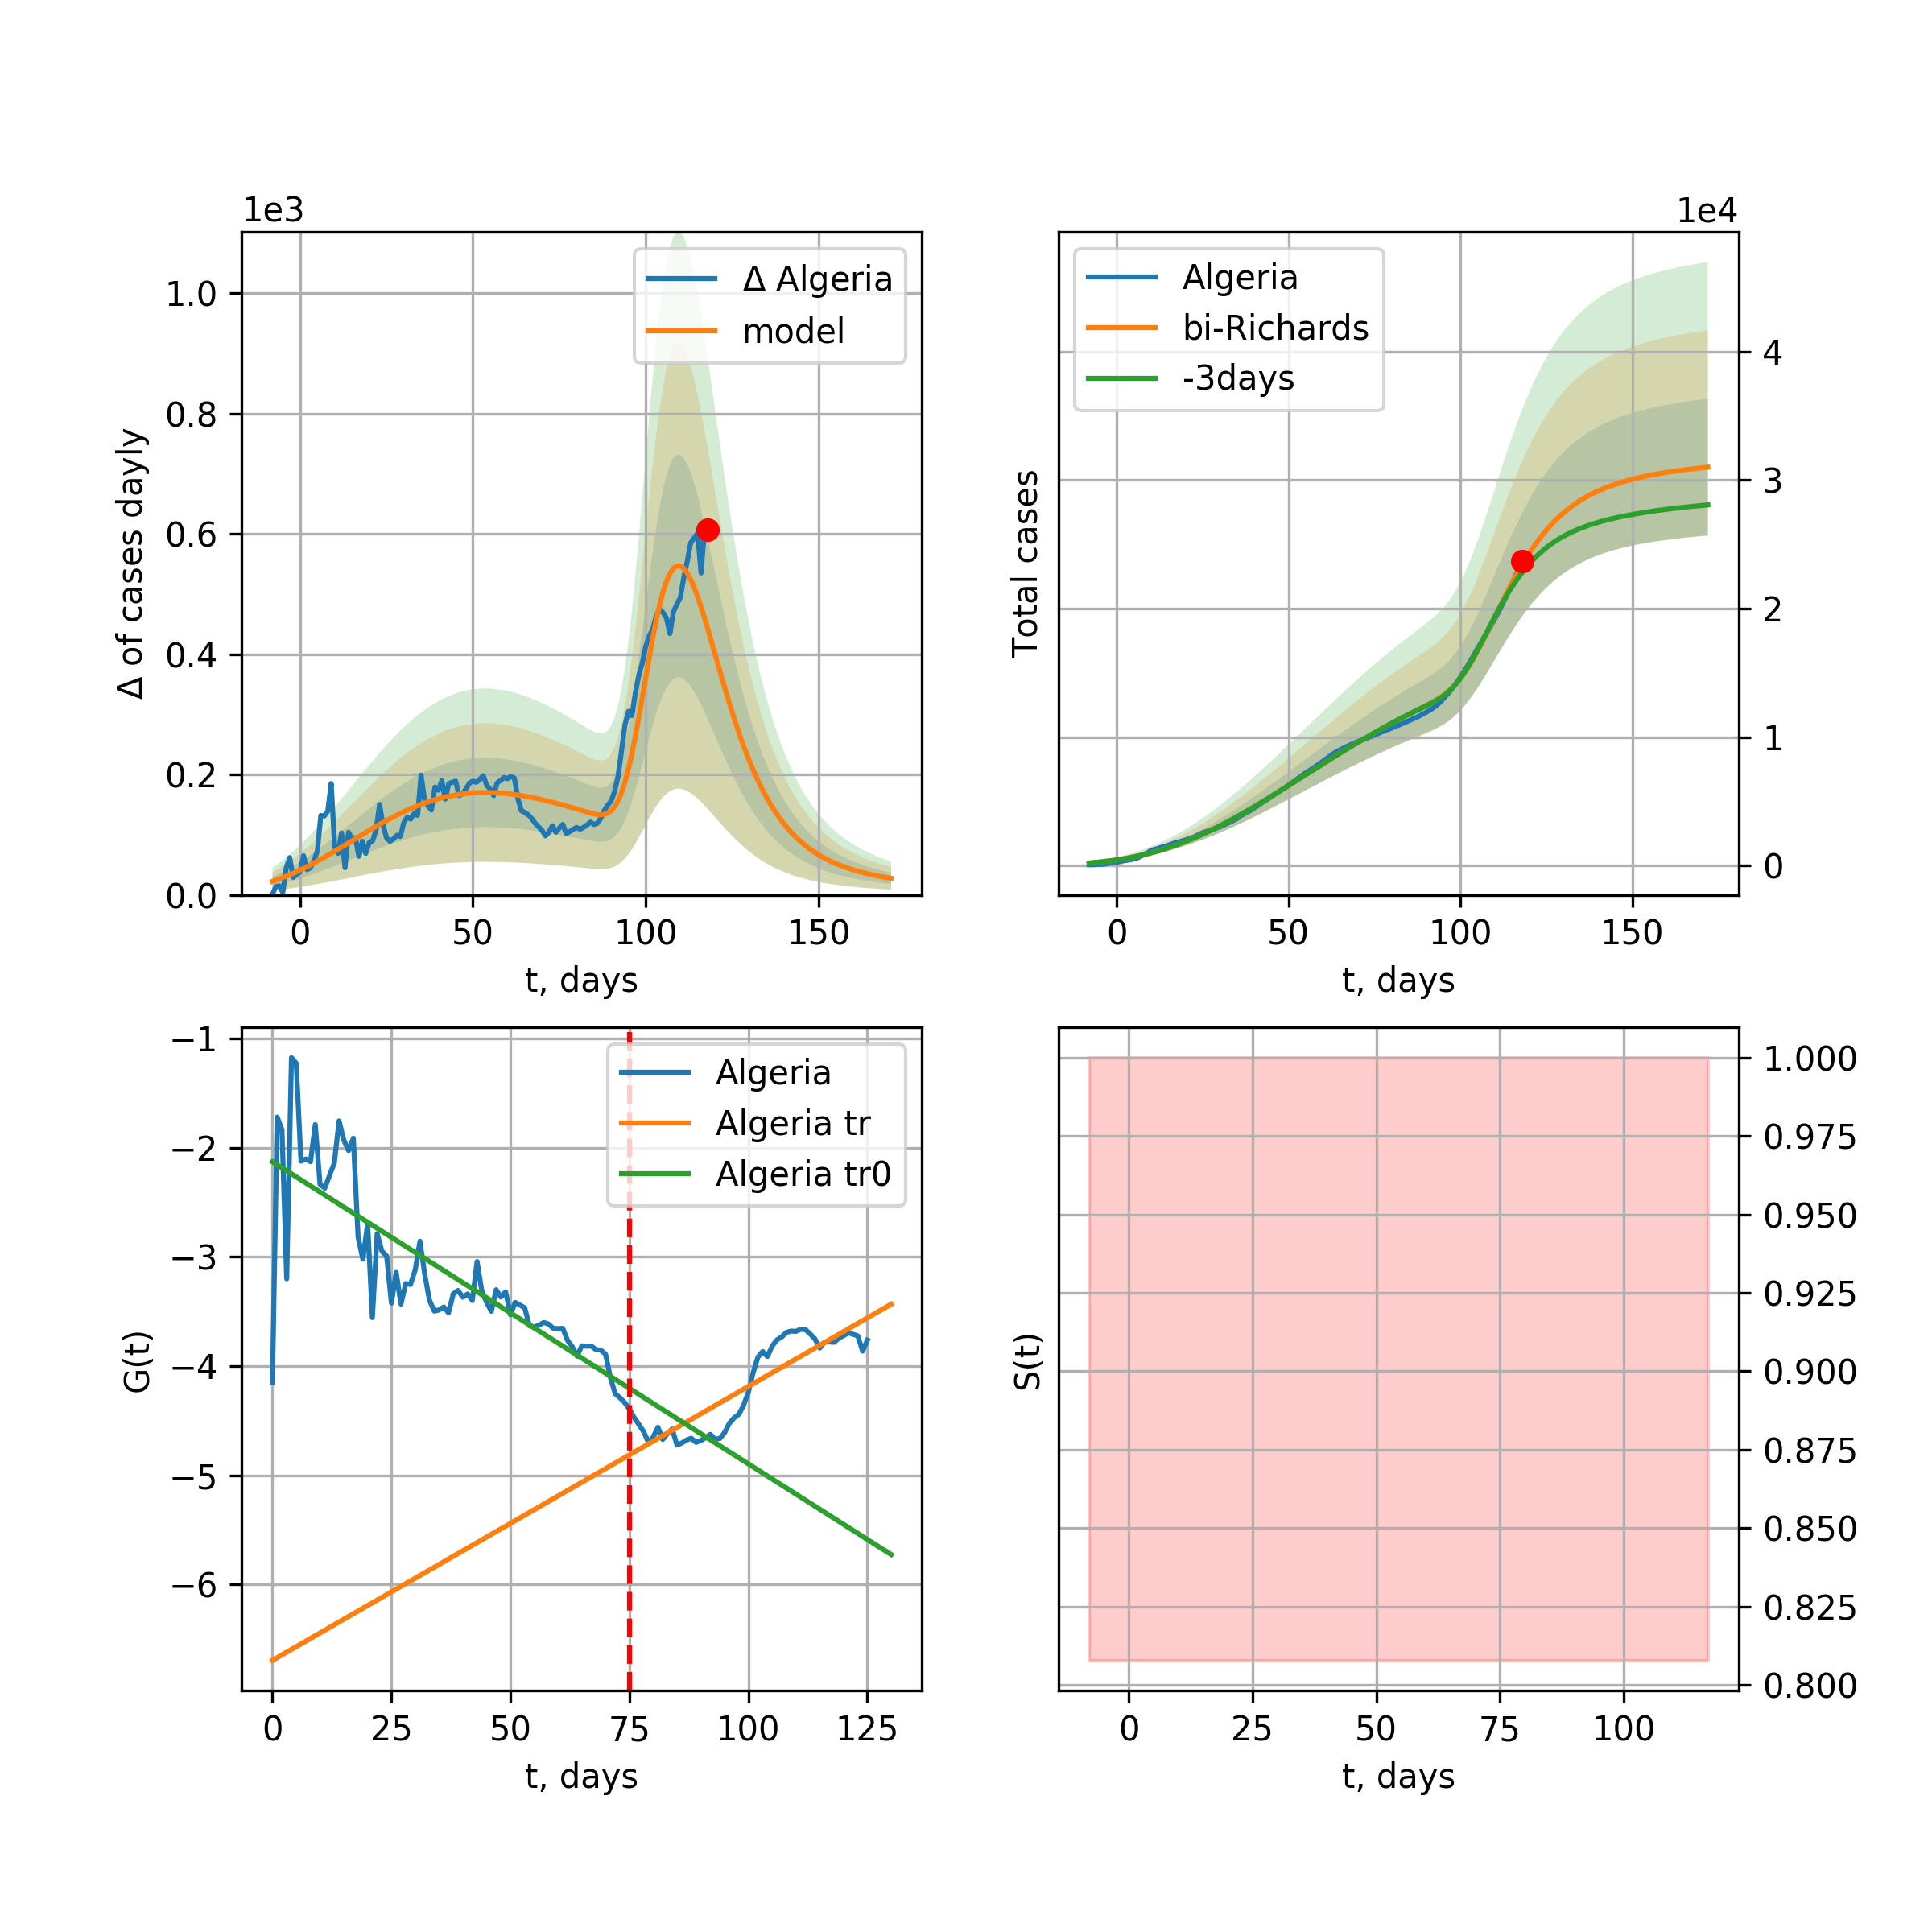 1e3
Δ of cases dayly
1.0
0.8
0.6
0.4
0.2
0.0
0 50 100 150
t, days
Δ Algeria
model
1e4
Total cases
4
3
2
1
0
0 50 100 150
t, days
Algeria
bi-Richards
-3days
G(t)
−1
−2
−3
−4
−5
−6
0 25 50 75 100 125
t, days
Algeria
Algeria tr
Algeria tr0
S(t)
1.000
0.975
0.950
0.925
0.900
0.875
0.850
0.825
0.800
0 25 50 75 100
t, days